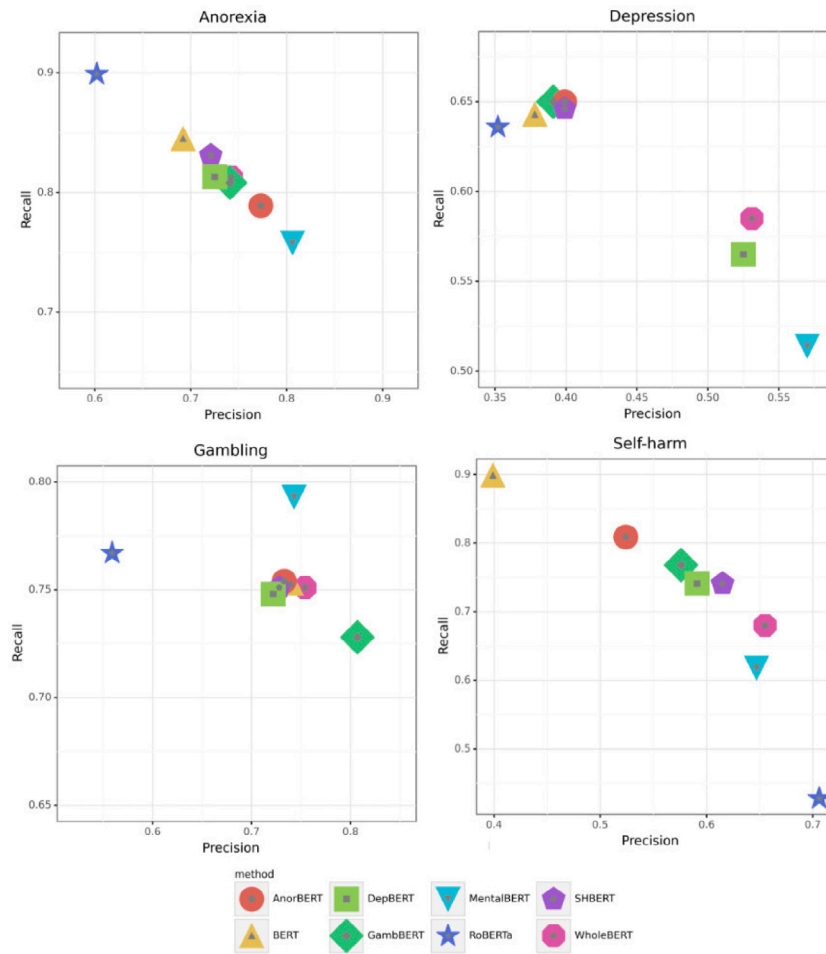 Anorexia
Depression
0.9
0.8
0.7
Recall
0.6
0.7
0.8
0.9
Precision
0.65
0.60
0.55
0.50
Recall
0.35
0.40
0.45
0.50
0.55
Precision
Gambling
Self-harm
0.80
0.75
0.70
0.65
Recall
0.6
0.7
0.8
Precision
0.9
0.8
0.7
0.6
0.5
Recall
0.4
0.5
0.6
0.7
Precision
method
AnorBERT
DepBERT
MentalBERT
SHBERT
BERT
GambBERT
RoBERTa
WholeBERT